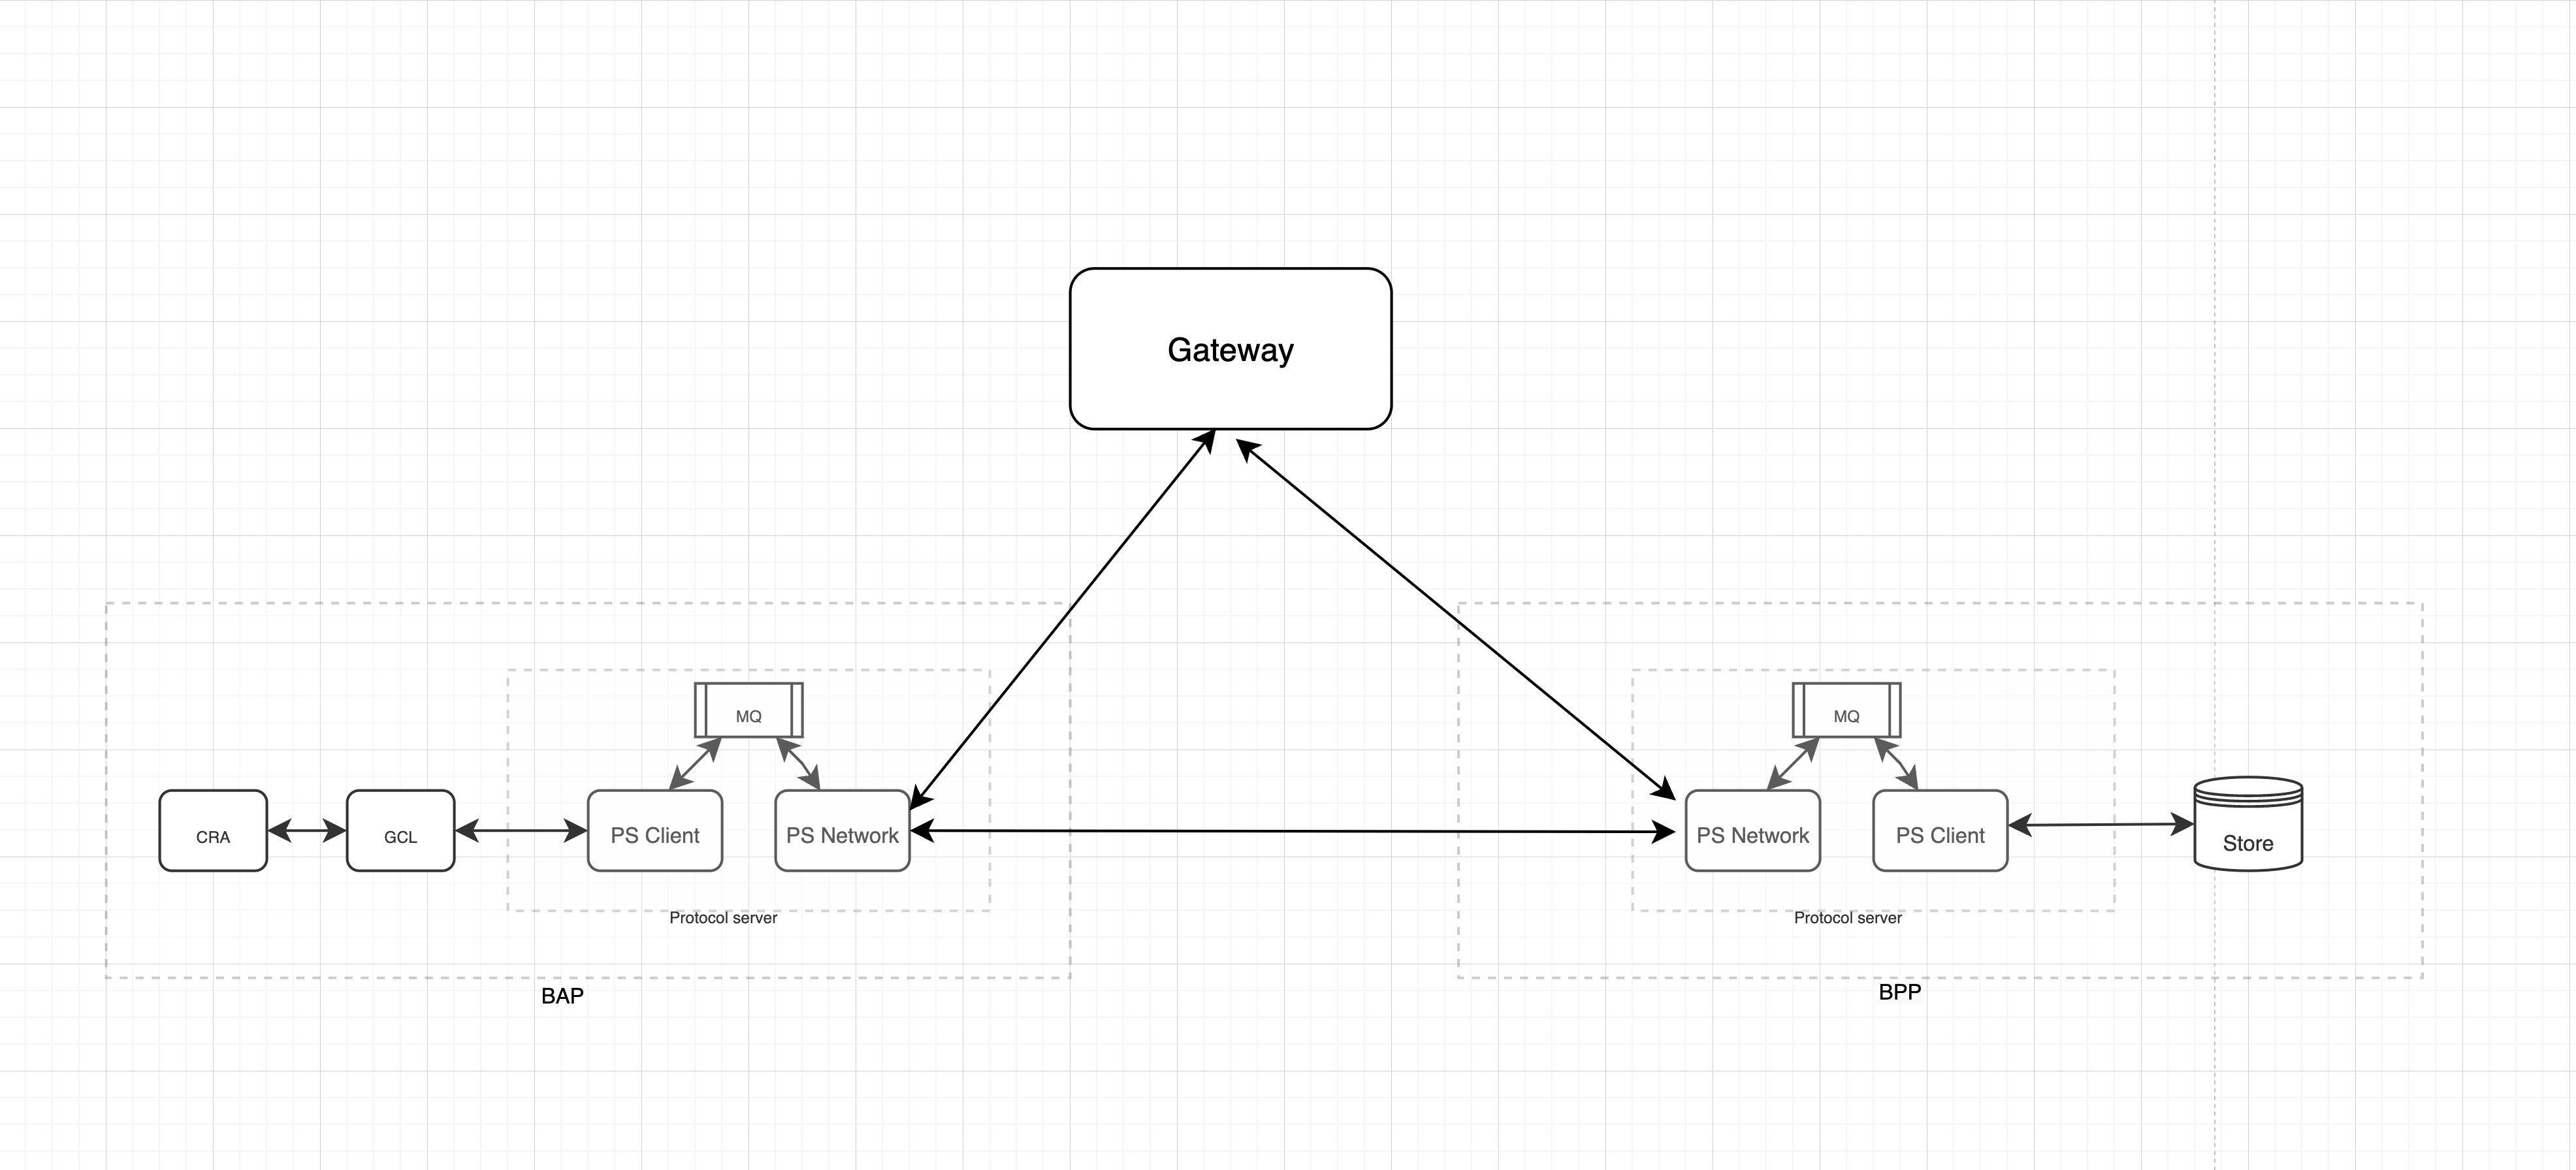 Gateway
MQ
CRA
GCL
PS Client
PS Network
Protocol server
BAP
MQ
PS Network
PS Client
Store
Protocol server
BPP